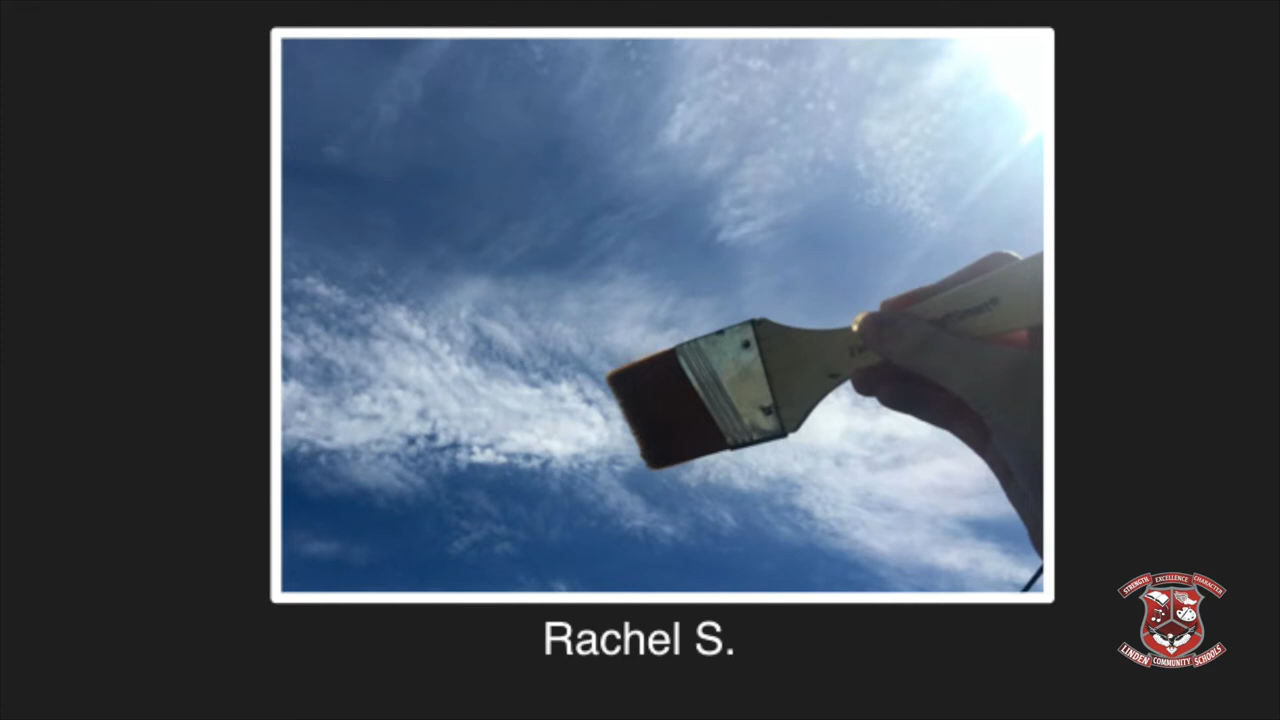 Rachel S.
STRENGTH EXCELLENCE CHARACTER
LINDEN COMMUNITY SCHOOLS